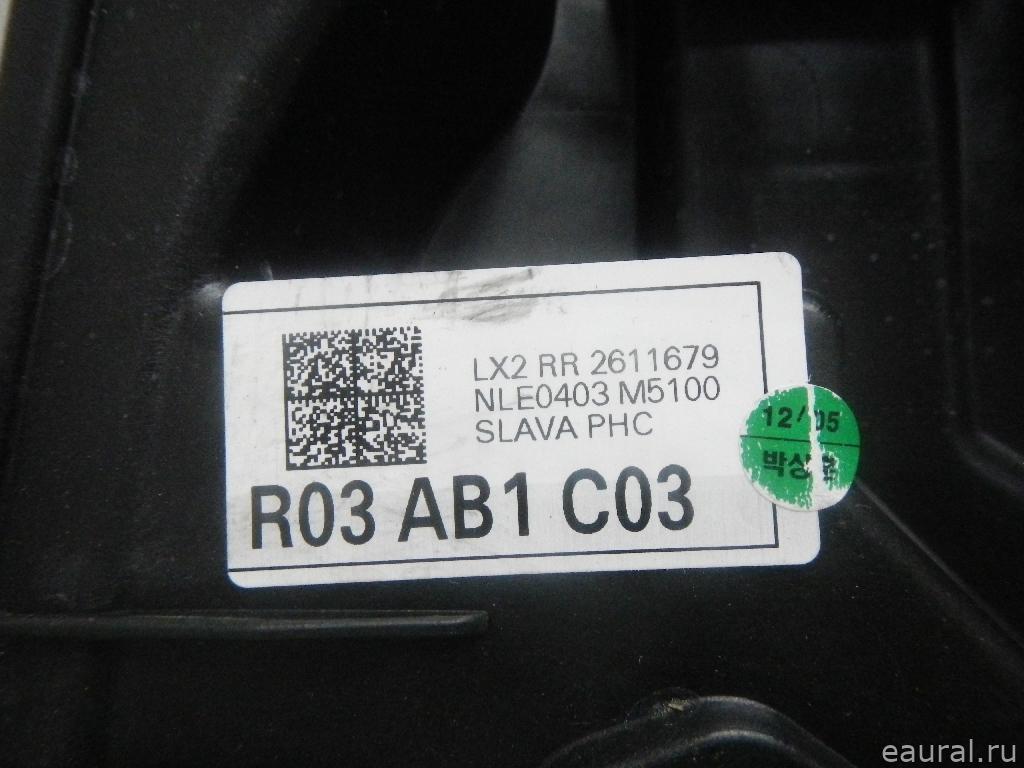 LX2 RR 2611679
NLE0403 M5100
SLAVA PHC
R03 AB1 C03
12/05
eaural.ru